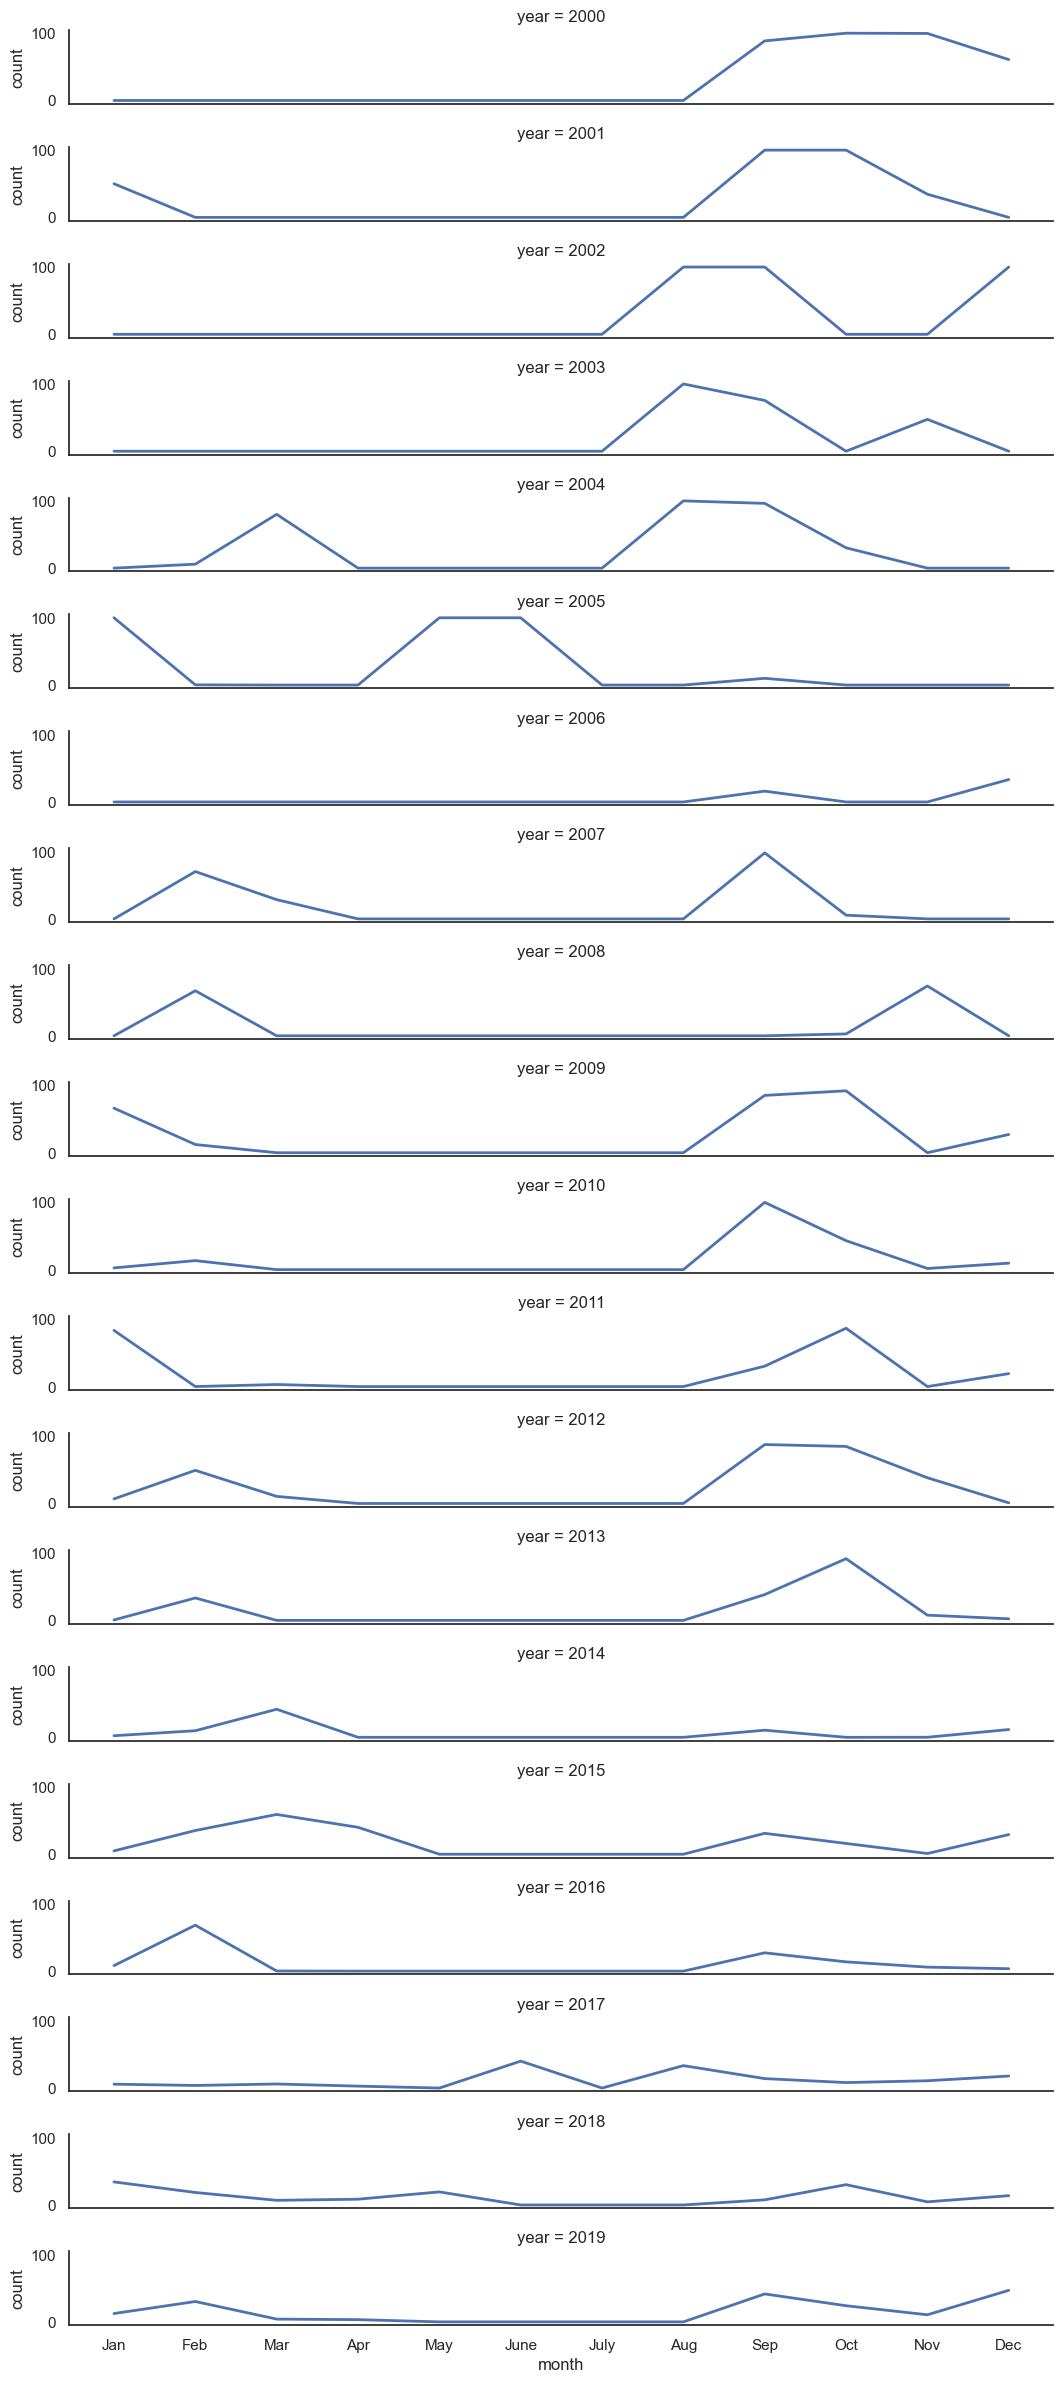 year = 2000
100
count
0
year = 2001
100
count
0
year = 2002
100
count
0
year = 2003
100
count
0
year = 2004
100
count
0
year = 2005
100
count
0
year = 2006
100
count
0
year = 2007
100
count
0
year = 2008
100
count
0
year = 2009
100
count
0
year = 2010
100
count
0
year = 2011
100
count
0
year = 2012
100
count
0
year = 2013
100
count
0
year = 2014
100
count
0
year = 2015
100
count
0
year = 2016
100
count
0
year = 2017
100
count
0
year = 2018
100
count
0
year = 2019
100
count
0
Jan Feb Mar Apr May June July Aug Sep Oct Nov Dec
month